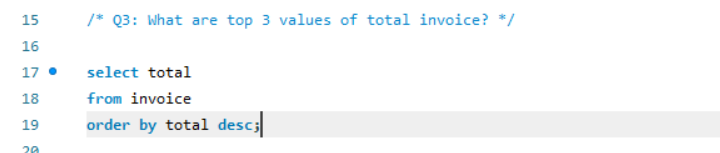 15 /* Q3: What are top 3 values of total invoice? */
16
17 select total
18 from invoice
19 order by total desc;
20